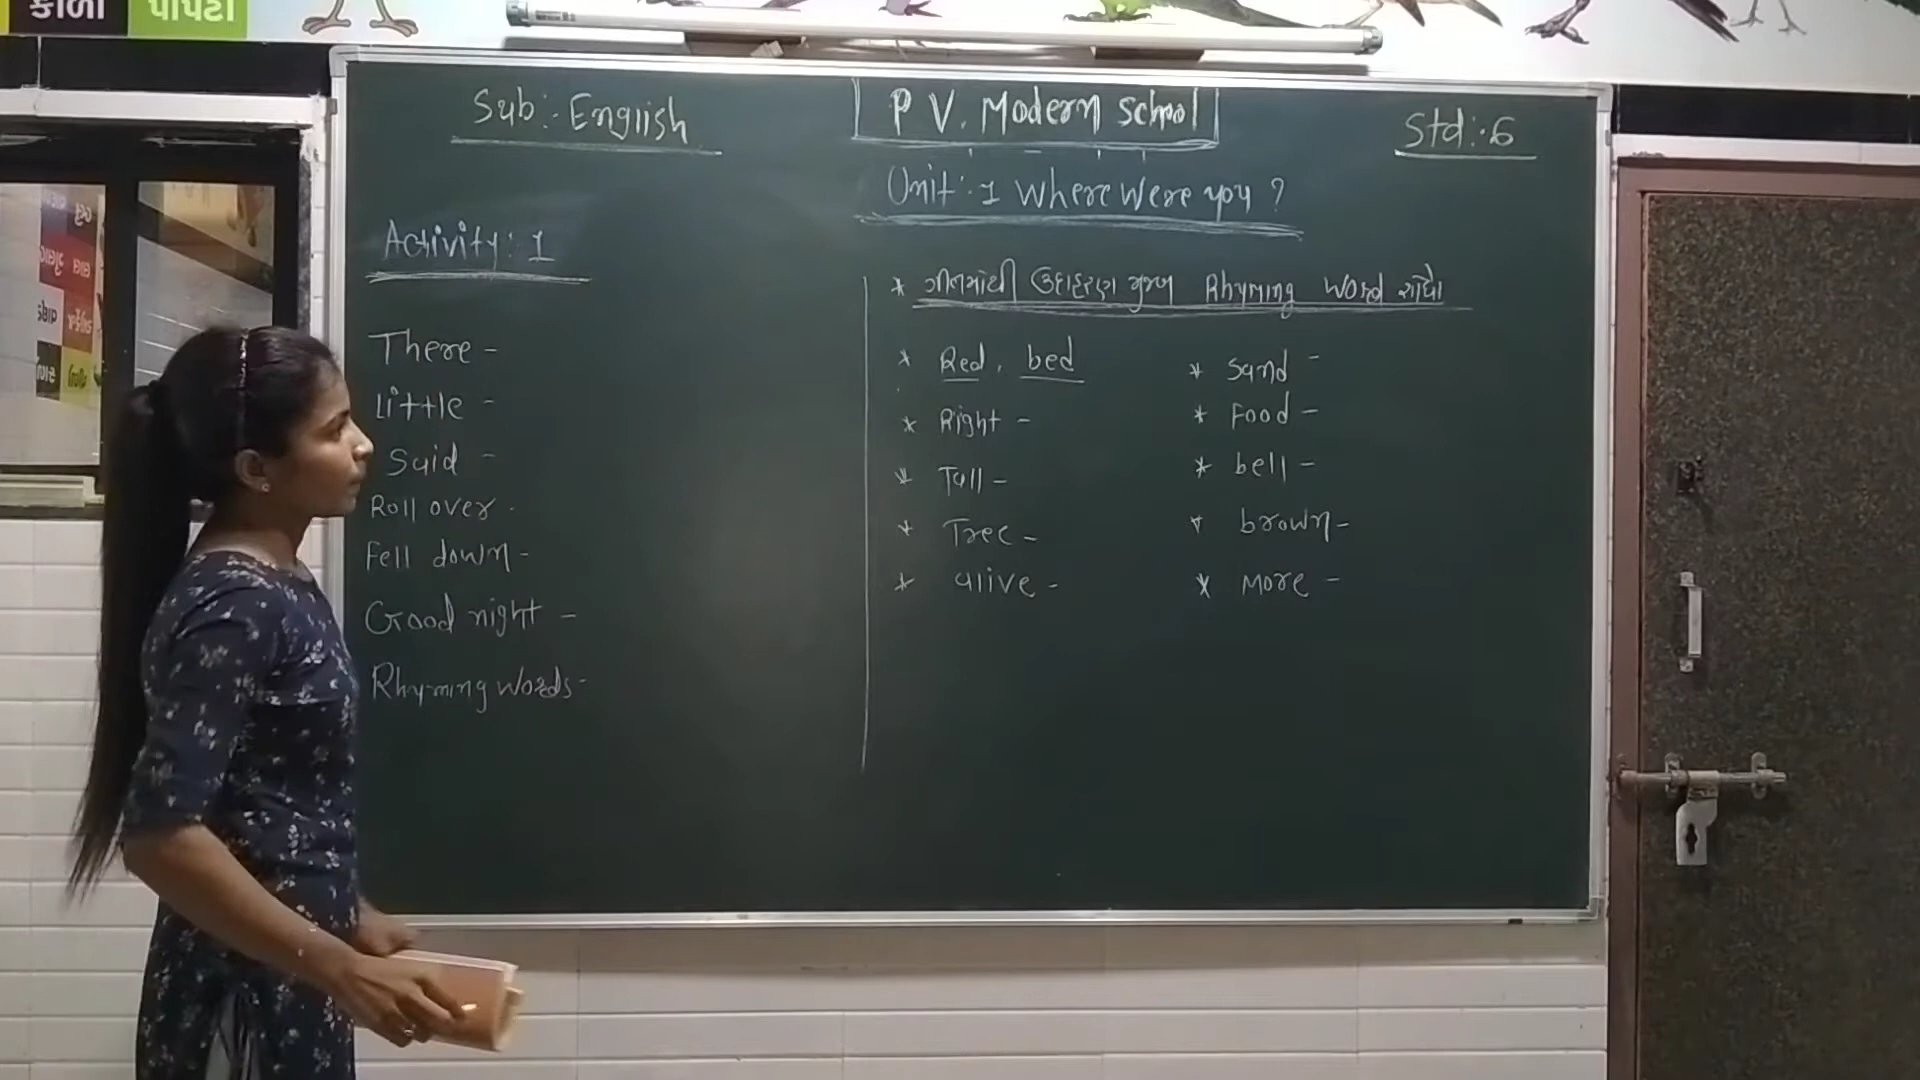 કાળો પોપટો
Sub:- English
P. V. Modern School
Std:- 6
Unit:-1 Where Were you ?
Activity: 1
There -
Little -
Said -
Roll over -
Fell down -
Good night -
Rhyming words -
* ગીતમાંથી ઉદાહરણ મુજબ Rhyming Word શોધો
* Red, bed
* Right -
* Tall -
* Tree -
* alive -
* Sand -
* Food -
* bell -
* brown -
* More -